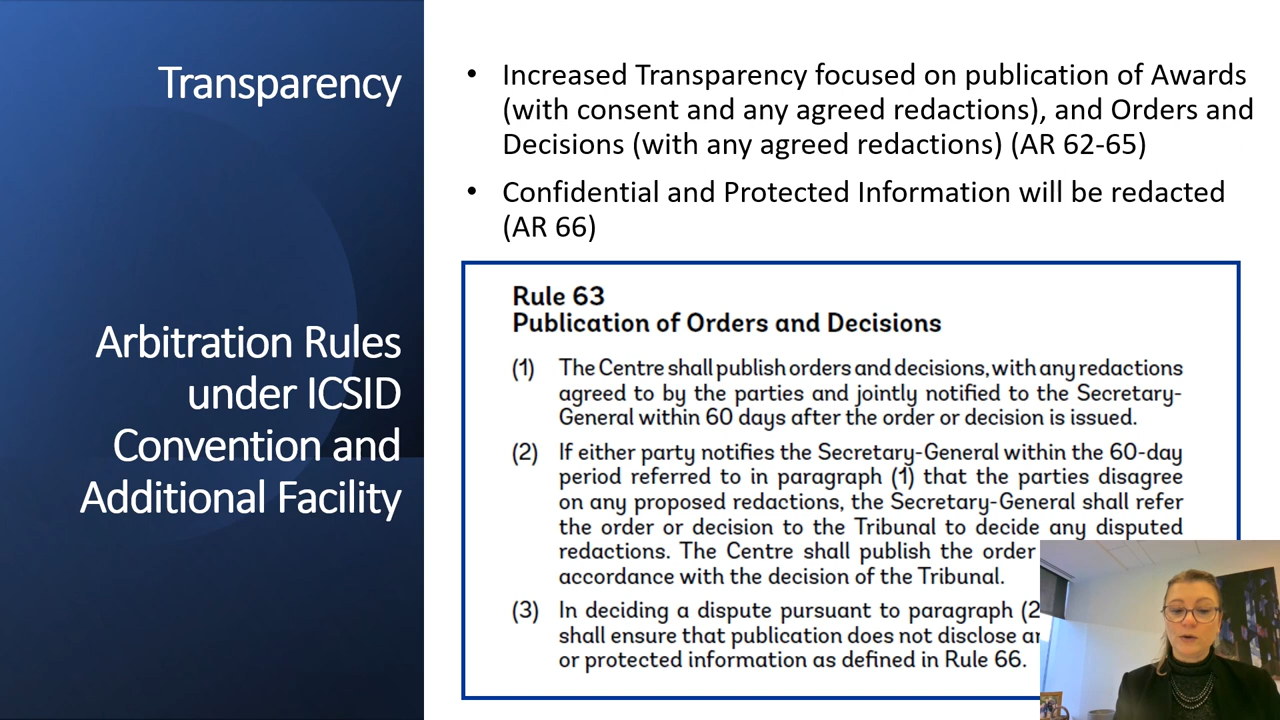 Transparency
Arbitration Rules
under ICSID
Convention and
Additional Facility
• Increased Transparency focused on publication of Awards
(with consent and any agreed redactions), and Orders and
Decisions (with any agreed redactions) (AR 62-65)
• Confidential and Protected Information will be redacted
(AR 66)
Rule 63
Publication of Orders and Decisions
(1) The Centre shall publish orders and decisions, with any redactions
agreed to by the parties and jointly notified to the Secretary-
General within 60 days after the order or decision is issued.
(2) If either party notifies the Secretary-General within the 60-day
period referred to in paragraph (1) that the parties disagree
on any proposed redactions, the Secretary-General shall refer
the order or decision to the Tribunal to decide any disputed
redactions. The Centre shall publish the order
accordance with the decision of the Tribunal.
(3) In deciding a dispute pursuant to paragraph (2
shall ensure that publication does not disclose
or protected information as defined in Rule 66.